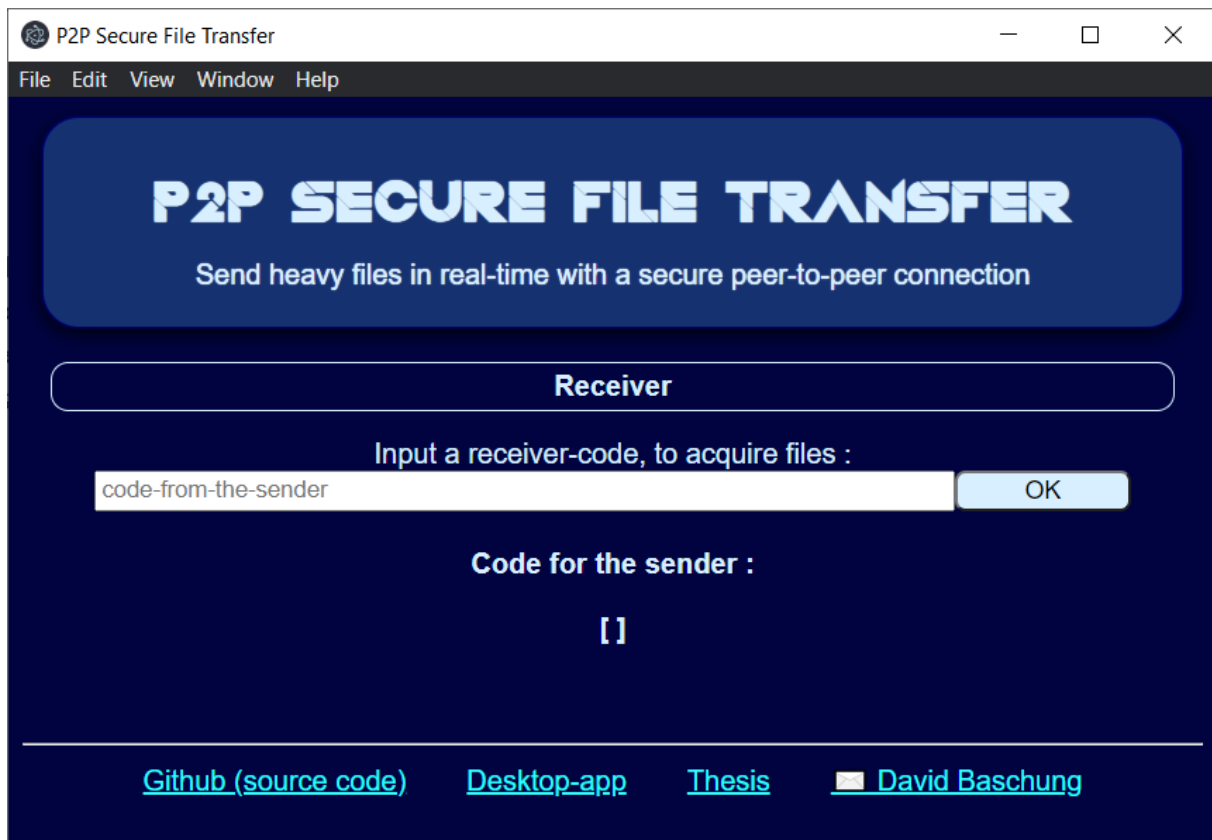 P2P Secure File Transfer
File Edit View Window Help
P2P SECURE FILE TRANSFER
Send heavy files in real-time with a secure peer-to-peer connection
Receiver
Input a receiver-code, to acquire files :
code-from-the-sender OK
Code for the sender :
[ ]
Github (source code) Desktop-app Thesis ✉ David Baschung